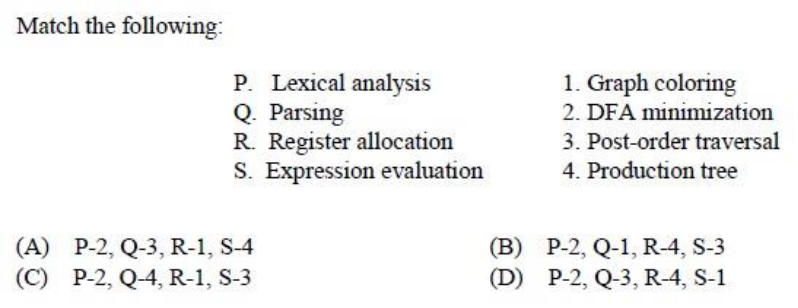 Match the following:
P. Lexical analysis 1. Graph coloring
Q. Parsing 2. DFA minimization
R. Register allocation 3. Post-order traversal
S. Expression evaluation 4. Production tree
(A) P-2, Q-3, R-1, S-4 (B) P-2, Q-1, R-4, S-3
(C) P-2, Q-4, R-1, S-3 (D) P-2, Q-3, R-4, S-1